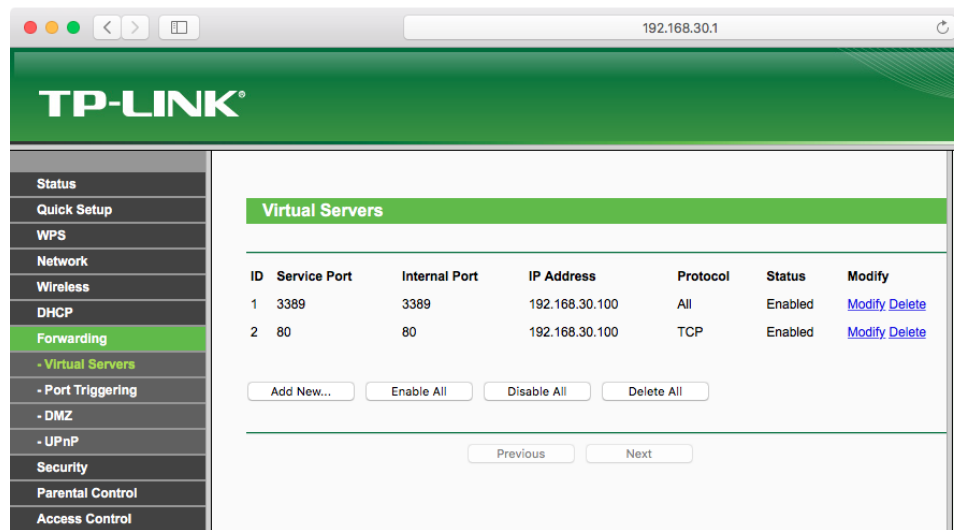 192.168.30.1
TP-LINK®
Status
Quick Setup
WPS
Network
Wireless
DHCP
Forwarding
- Virtual Servers
- Port Triggering
- DMZ
- UPnP
Security
Parental Control
Access Control
Virtual Servers
ID Service Port Internal Port IP Address Protocol Status Modify
1 3389 3389 192.168.30.100 All Enabled Modify Delete
2 80 80 192.168.30.100 TCP Enabled Modify Delete
Add New... Enable All Disable All Delete All
Previous Next